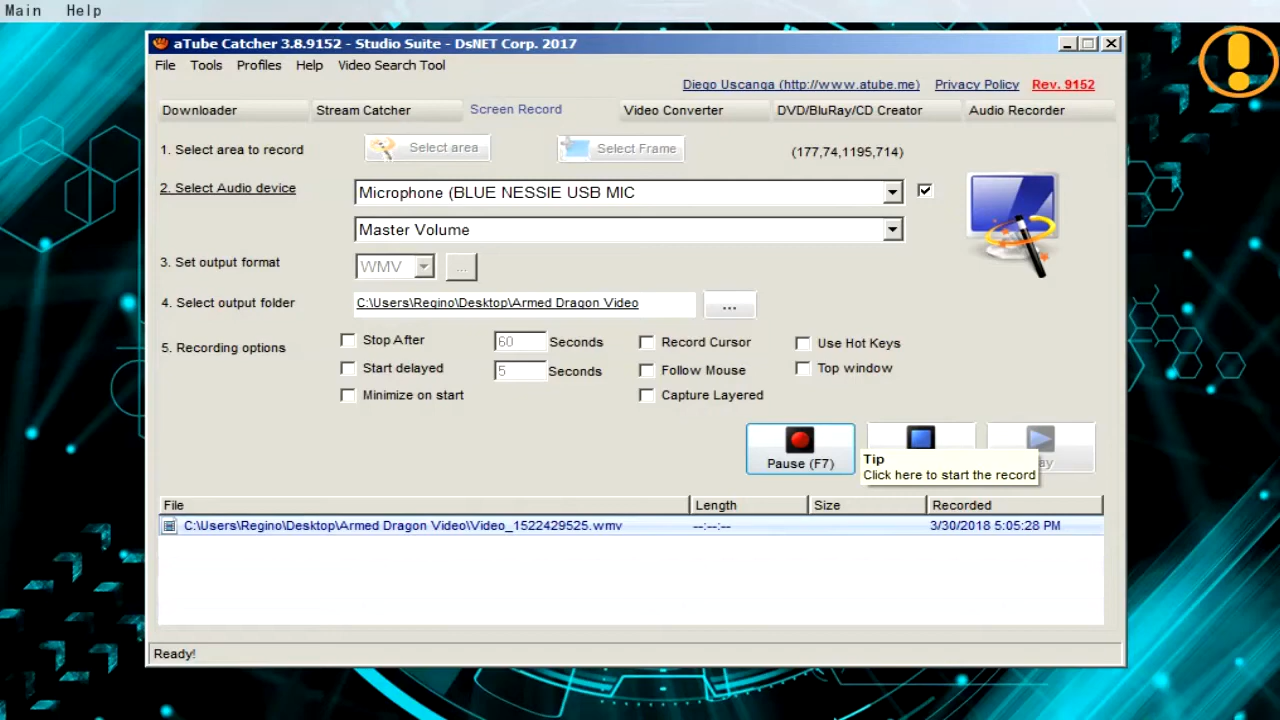 Main Help
aTube Catcher 3.8.9152 - Studio Suite - DsNET Corp. 2017
File Tools Profiles Help Video Search Tool
Diego Uscanga (http://www.atube.me) Privacy Policy Rev. 9152
Downloader Stream Catcher Screen Record Video Converter DVD/BluRay/CD Creator Audio Recorder
1. Select area to record Select area Select Frame (177,74,1195,714)
2. Select Audio device Microphone (BLUE NESSIE USB MIC
Master Volume
3. Set output format WMV ...
4. Select output folder C:\Users\Regino\Desktop\Armed Dragon Video ...
5. Recording options
Stop After 60 Seconds Record Cursor Use Hot Keys
Start delayed 5 Seconds Follow Mouse Top window
Minimize on start Capture Layered
Pause (F7)
Tip
Click here to start the record
File Length Size Recorded
C:\Users\Regino\Desktop\Armed Dragon Video\Video_1522429525.wmv --:--:-- 3/30/2018 5:05:28 PM
Ready!